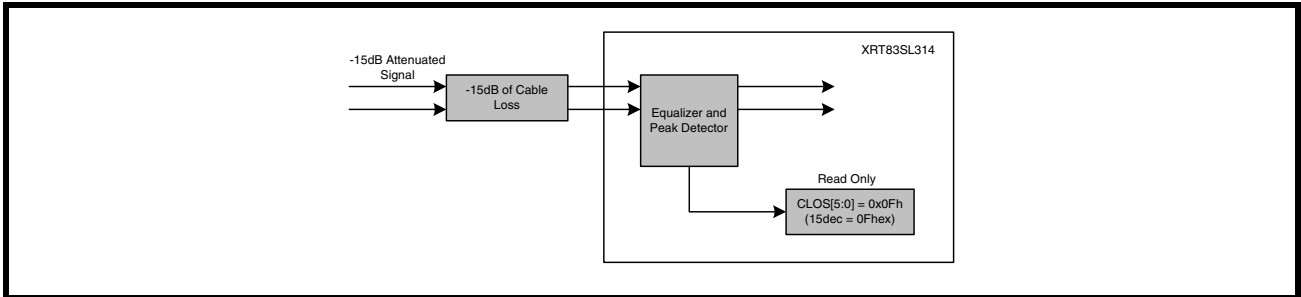 XRT83SL314
-15dB Attenuated
Signal
-15dB of Cable
Loss
Equalizer and
Peak Detector
Read Only
CLOS[5:0] = 0x0Fh
(15dec = 0Fhex)